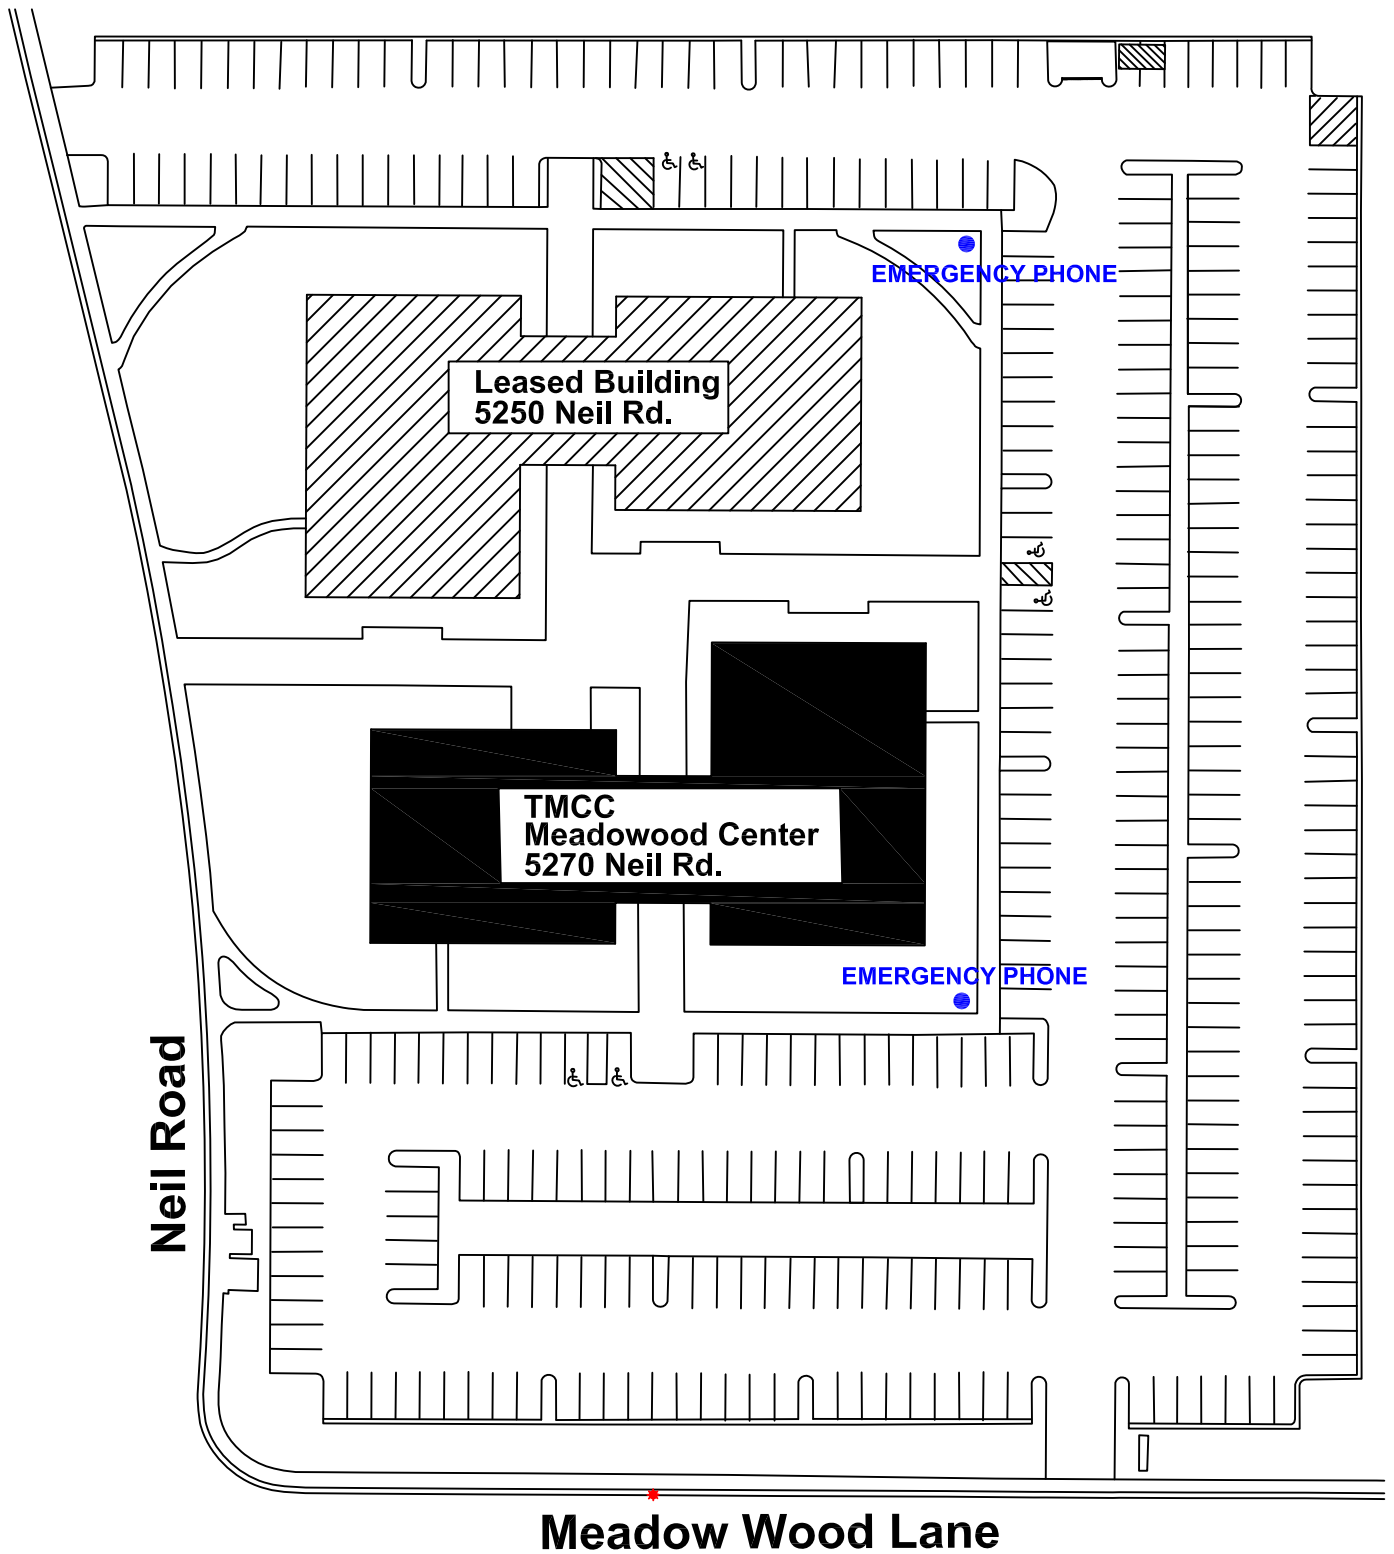 EMERGENCY PHONE
Leased Building
5250 Neil Rd.
TMCC
Meadowood Center
5270 Neil Rd.
EMERGENCY PHONE
Neil Road
Meadow Wood Lane